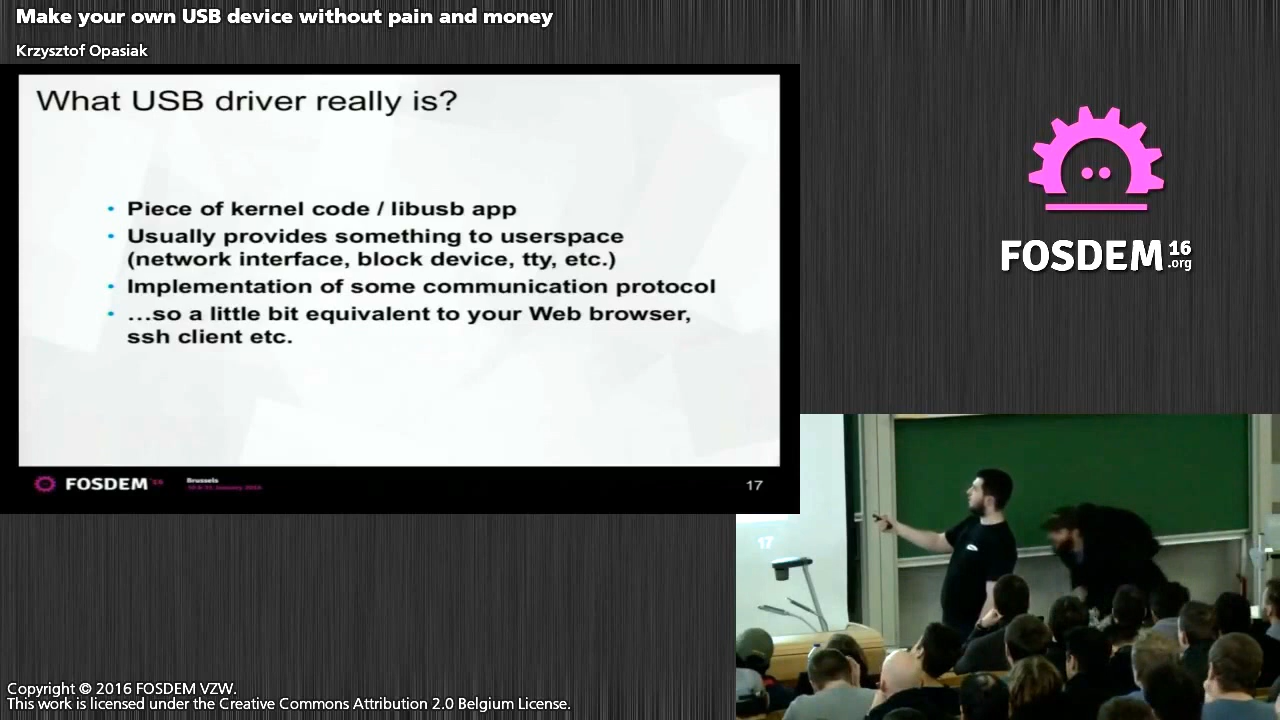 Make your own USB device without pain and money
Krzysztof Opasiak
What USB driver really is?
• Piece of kernel code / libusb app
• Usually provides something to userspace
(network interface, block device, tty, etc.)
• Implementation of some communication protocol
• ...so a little bit equivalent to your Web browser,
ssh client etc.
FOSDEM'16
Brussels
17
FOSDEM 16
.org
17
Copyright © 2016 FOSDEM VZW.
This work is licensed under the Creative Commons Attribution 2.0 Belgium License.